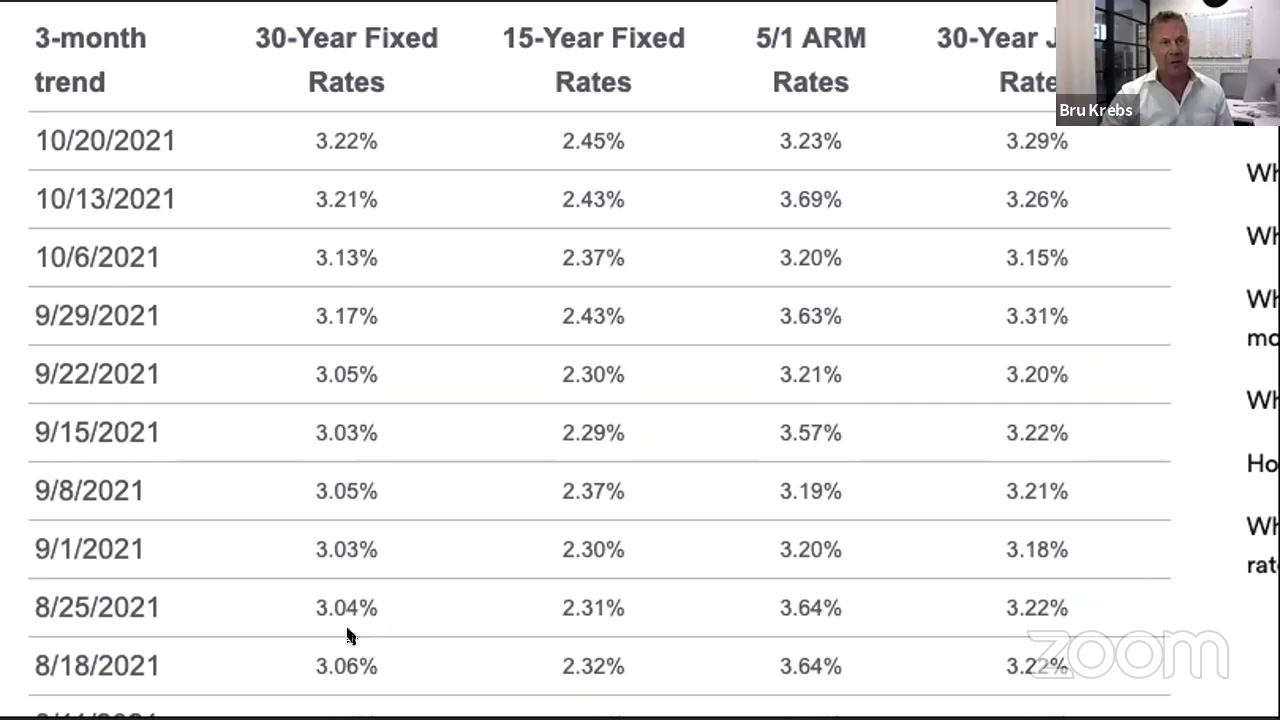 3-month trend 30-Year Fixed Rates 15-Year Fixed Rates 5/1 ARM Rates 30-Year
10/20/2021 3.22% 2.45% 3.23% 3.29%
10/13/2021 3.21% 2.43% 3.69% 3.26%
10/6/2021 3.13% 2.37% 3.20% 3.15%
9/29/2021 3.17% 2.43% 3.63% 3.31%
9/22/2021 3.05% 2.30% 3.21% 3.20%
9/15/2021 3.03% 2.29% 3.57% 3.22%
9/8/2021 3.05% 2.37% 3.19% 3.21%
9/1/2021 3.03% 2.30% 3.20% 3.18%
8/25/2021 3.04% 2.31% 3.64% 3.22%
8/18/2021 3.06% 2.32% 3.64% 3.22%
Bru Krebs
zoom